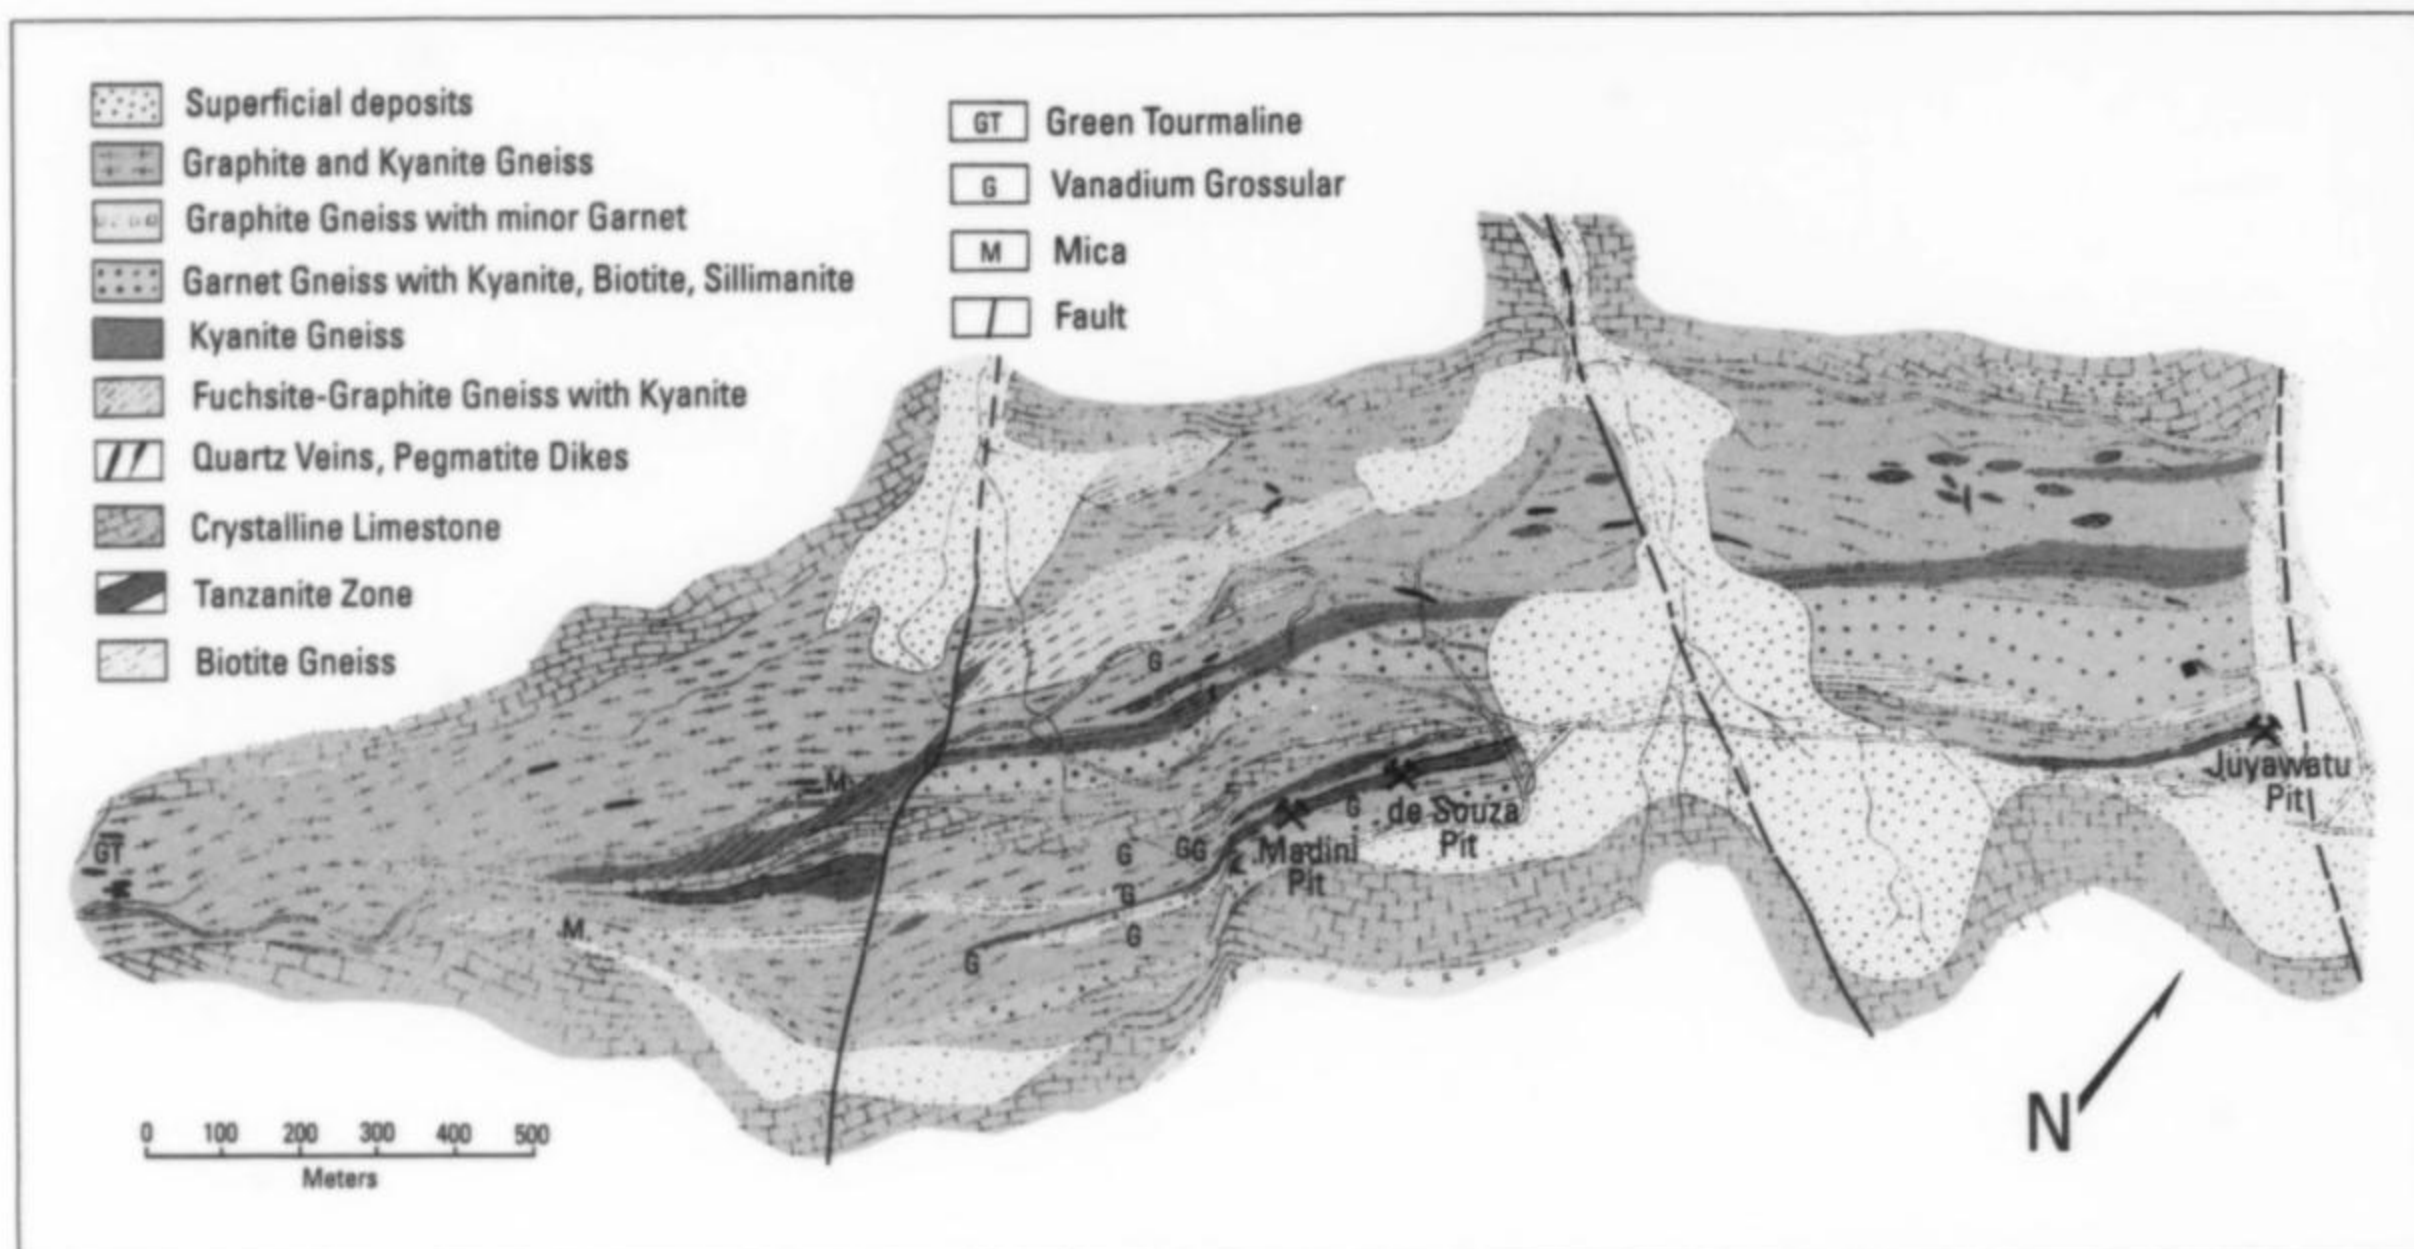 Superficial deposits
Graphite and Kyanite Gneiss
Graphite Gneiss with minor Garnet
Garnet Gneiss with Kyanite, Biotite, Sillimanite
Kyanite Gneiss
Fuchsite-Graphite Gneiss with Kyanite
Quartz Veins, Pegmatite Dikes
Crystalline Limestone
Tanzanite Zone
Biotite Gneiss
GT Green Tourmaline
G Vanadium Grossular
M Mica
Fault
G
M
GT
M
G
GG
G
G
G
G
Madini
Pit
de Souza
Pit
Juyawatu
Pit
N
0 100 200 300 400 500
Meters